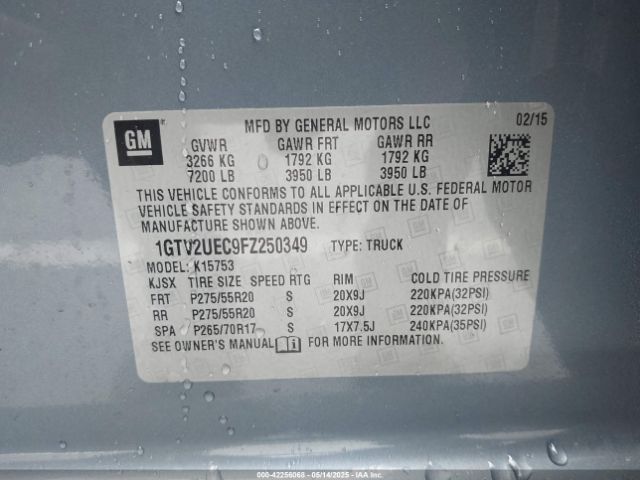 GM
MFD BY GENERAL MOTORS LLC 02/15
GVWR GAWR FRT GAWR RR
3266 KG 1792 KG 1792 KG
7200 LB 3950 LB 3950 LB
THIS VEHICLE CONFORMS TO ALL APPLICABLE U.S. FEDERAL MOTOR
VEHICLE SAFETY STANDARDS IN EFFECT ON THE DATE OF
MANUFACTURE SHOWN ABOVE.
1GTV2UEC9FZ250349 TYPE: TRUCK
MODEL: K15753
KJSX TIRE SIZE SPEED RTG RIM COLD TIRE PRESSURE
FRT P275/55R20 S 20X9J 220KPA(32PSI)
RR P275/55R20 S 20X9J 220KPA(32PSI)
SPA P265/70R17 S 17X7.5J 240KPA(35PSI)
SEE OWNER'S MANUAL FOR MORE INFORMATION.
000-42256068 - 05/14/2025 - IAA Inc.